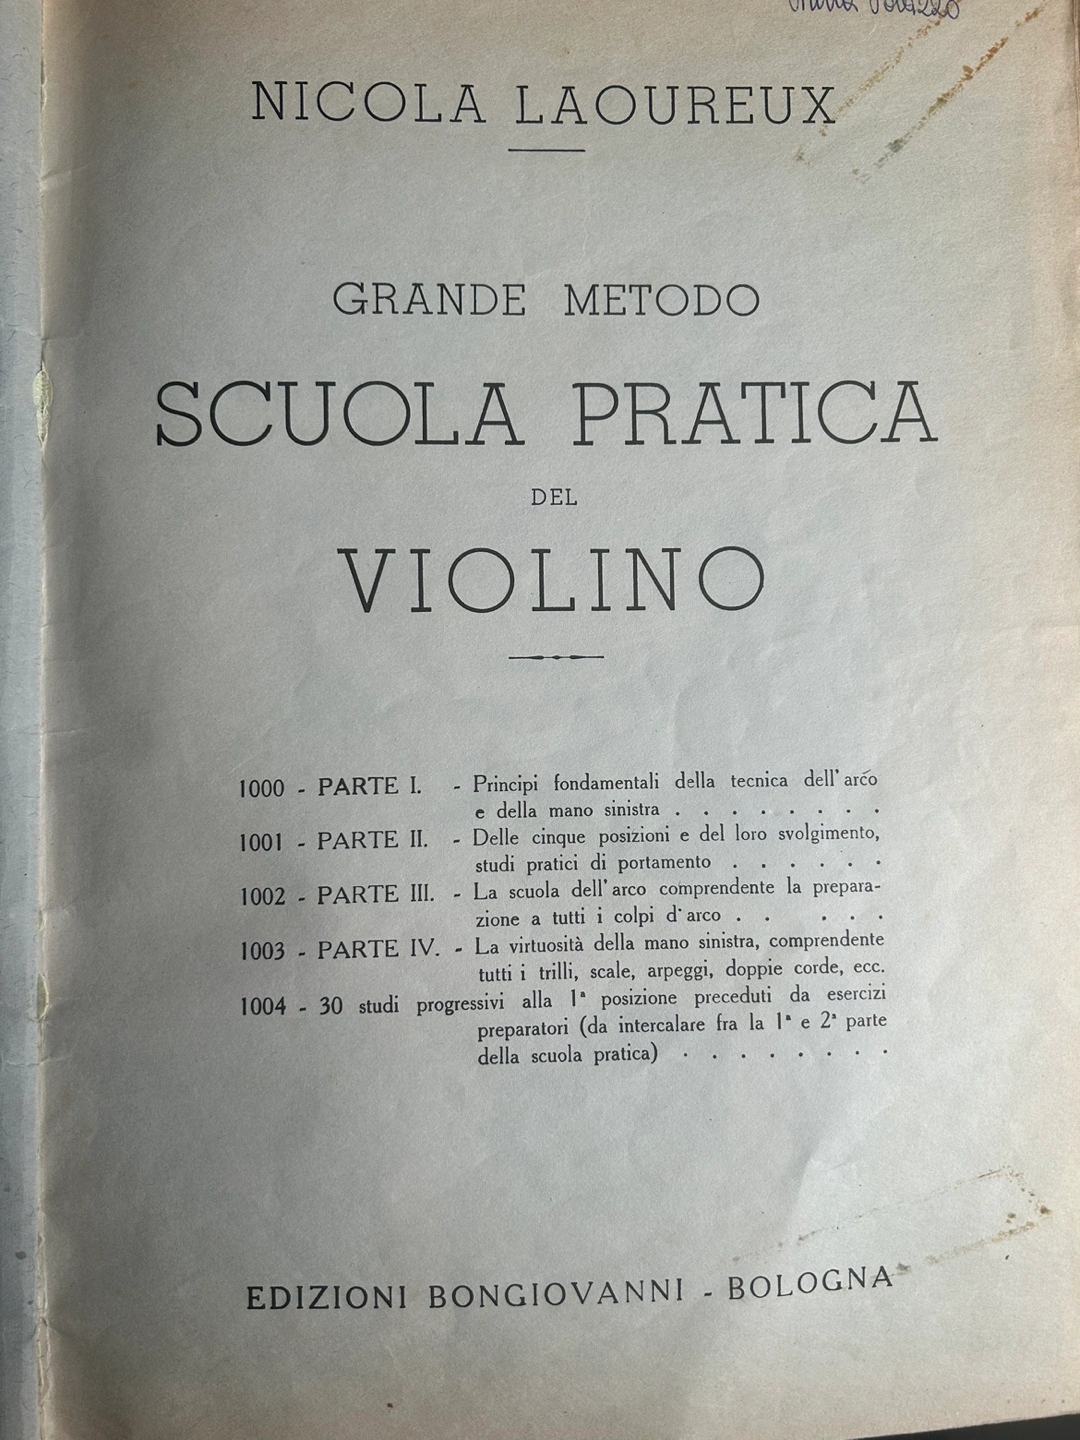 NICOLA LAOUREUX
GRANDE METODO
SCUOLA PRATICA
DEL
VIOLINO
1000 - PARTE I. - Principi fondamentali della tecnica dell'arco
e della mano sinistra . . . . . . . .
1001 - PARTE II. - Delle cinque posizioni e del loro svolgimento,
studi pratici di portamento . . . . . .
1002 - PARTE III. - La scuola dell'arco comprendente la prepara-
zione a tutti i colpi d'arco . . . . .
1003 - PARTE IV. - La virtuosità della mano sinistra, comprendente
tutti i trilli, scale, arpeggi, doppie corde, ecc.
1004 - 30 studi progressivi alla 1ª posizione preceduti da esercizi
preparatori (da intercalare fra la 1ª e 2ª parte
della scuola pratica) . . . . . . . .
EDIZIONI BONGIOVANNI - BOLOGNA